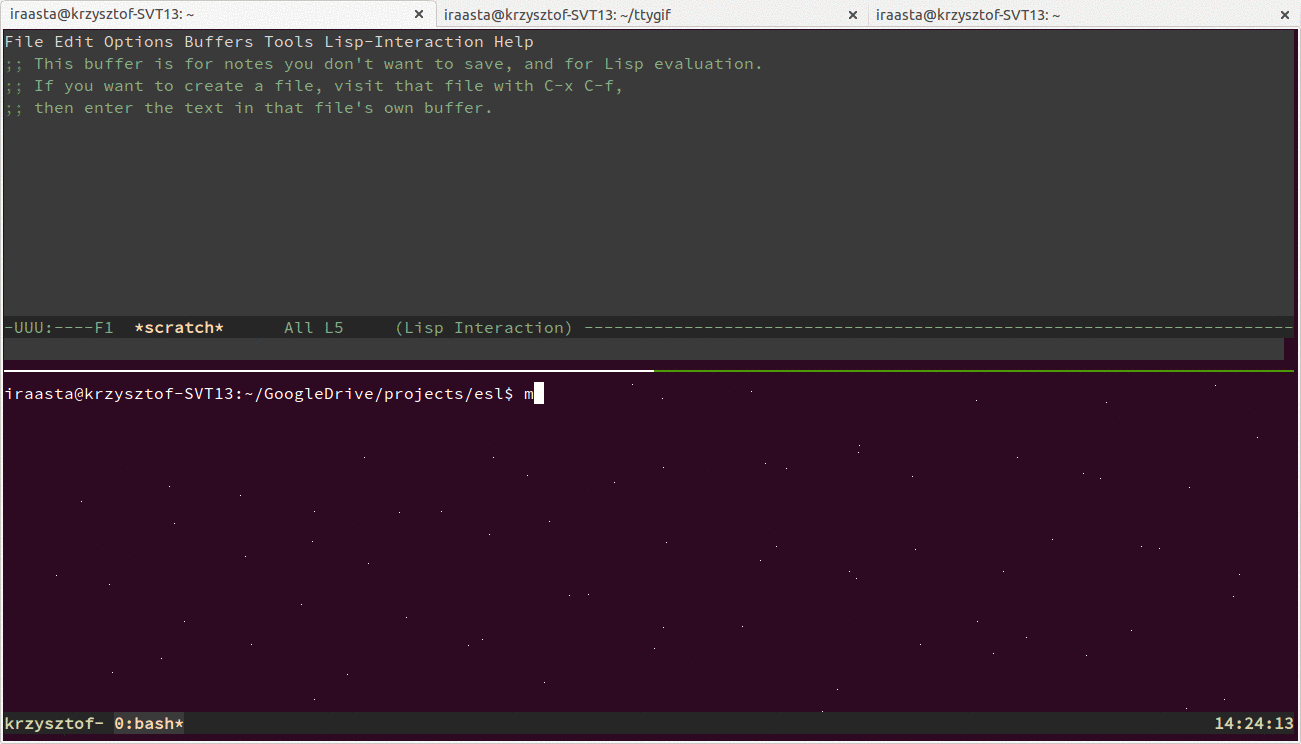 iraasta@krzysztof-SVT13: ~ × iraasta@krzysztof-SVT13: ~/ttygif × iraasta@krzysztof-SVT13: ~ ×
File Edit Options Buffers Tools Lisp-Interaction Help
;; This buffer is for notes you don't want to save, and for Lisp evaluation.
;; If you want to create a file, visit that file with C-x C-f,
;; then enter the text in that file's own buffer.
-UUU:----F1  *scratch*      All L5     (Lisp Interaction) -----------------------------------------------------------------------
iraasta@krzysztof-SVT13:~/GoogleDrive/projects/esl$ m
krzysztof- 0:bash* 14:24:13